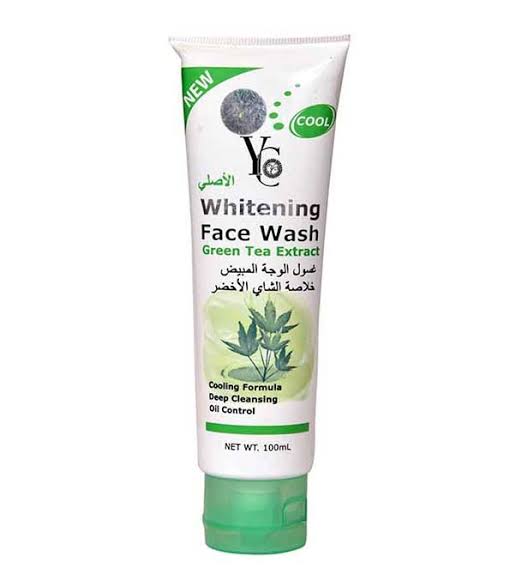 NEW
COOL
YC
الأصلي
Whitening
Face Wash
Green Tea Extract
غسول الوجة المبيض
خلاصة الشاي الأخضر
Cooling Formula
Deep Cleansing
Oil Control
NET WT. 100mL